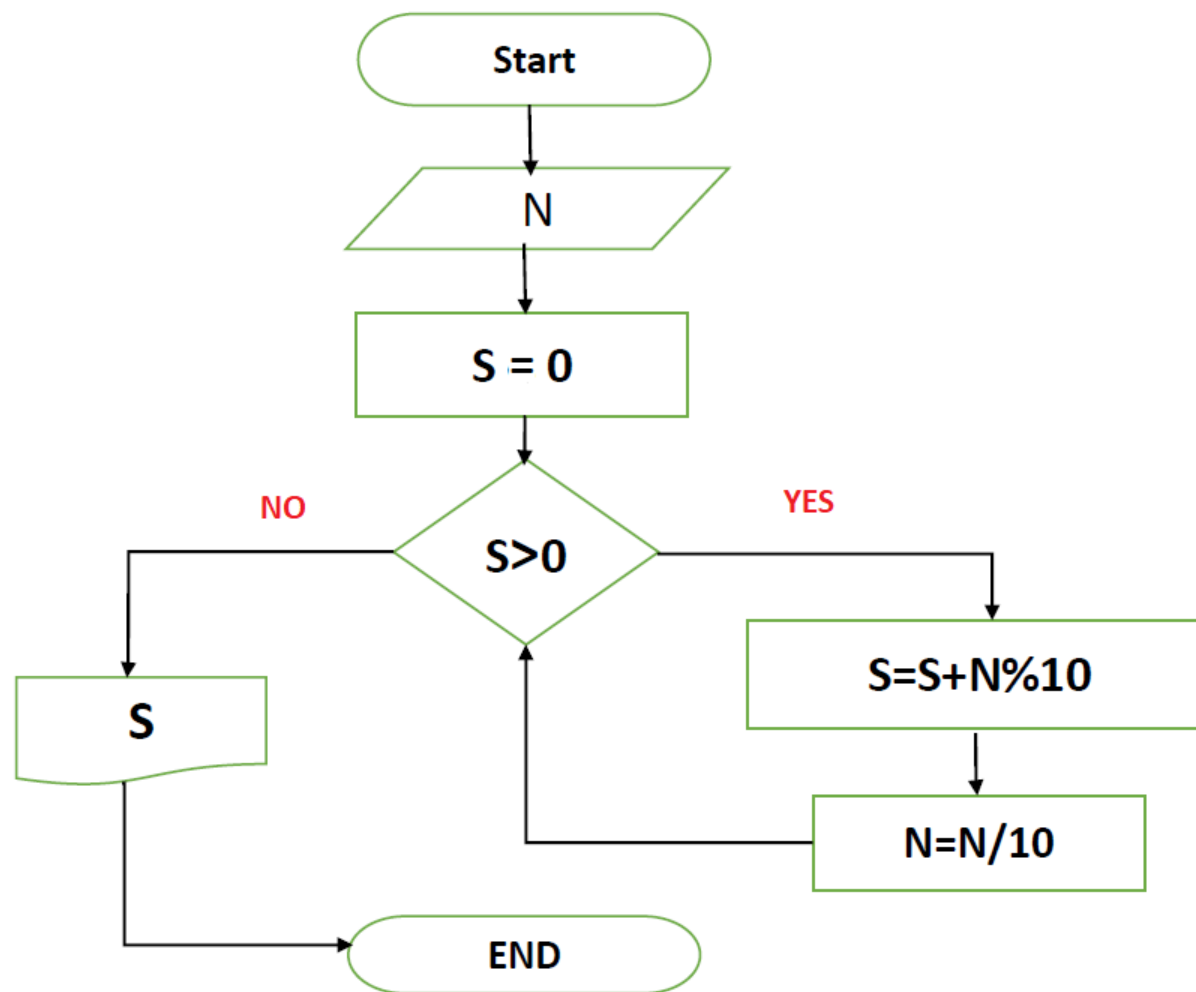 Start
N
S = 0
S>0
NO
YES
S=S+N%10
N=N/10
S
END